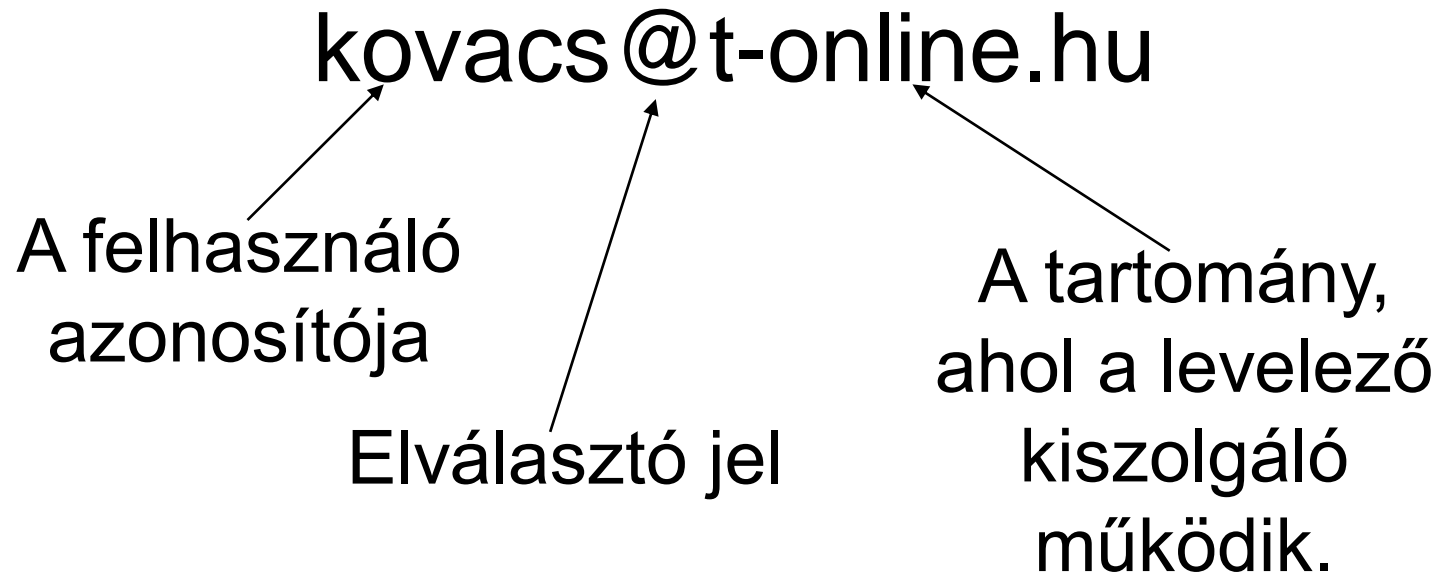 kovacs@t-online.hu
A felhasználó
azonosítója
Elválasztó jel
A tartomány,
ahol a levelező
kiszolgáló
működik.